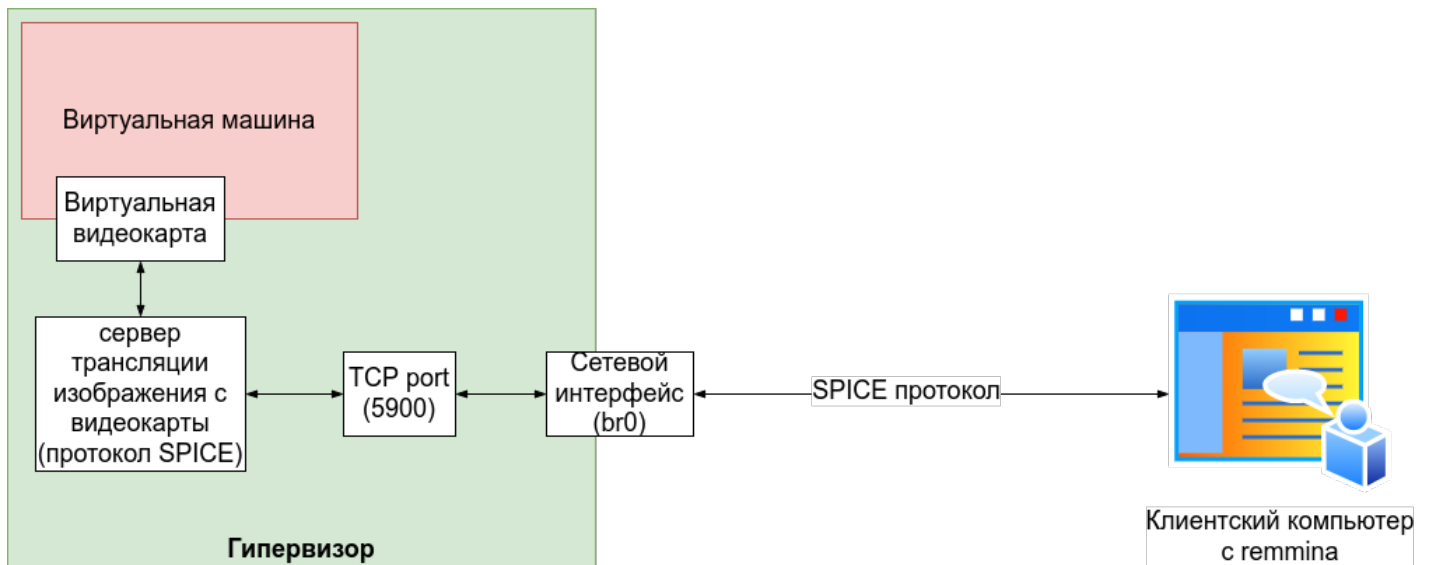 Виртуальная машина
Виртуальная
видеокарта
сервер
трансляции
изображения с
видеокарты
(протокол SPICE)
TCP port
(5900)
Сетевой
интерфейс
(br0)
SPICE протокол
Клиентский компьютер
с remmina
Гипервизор